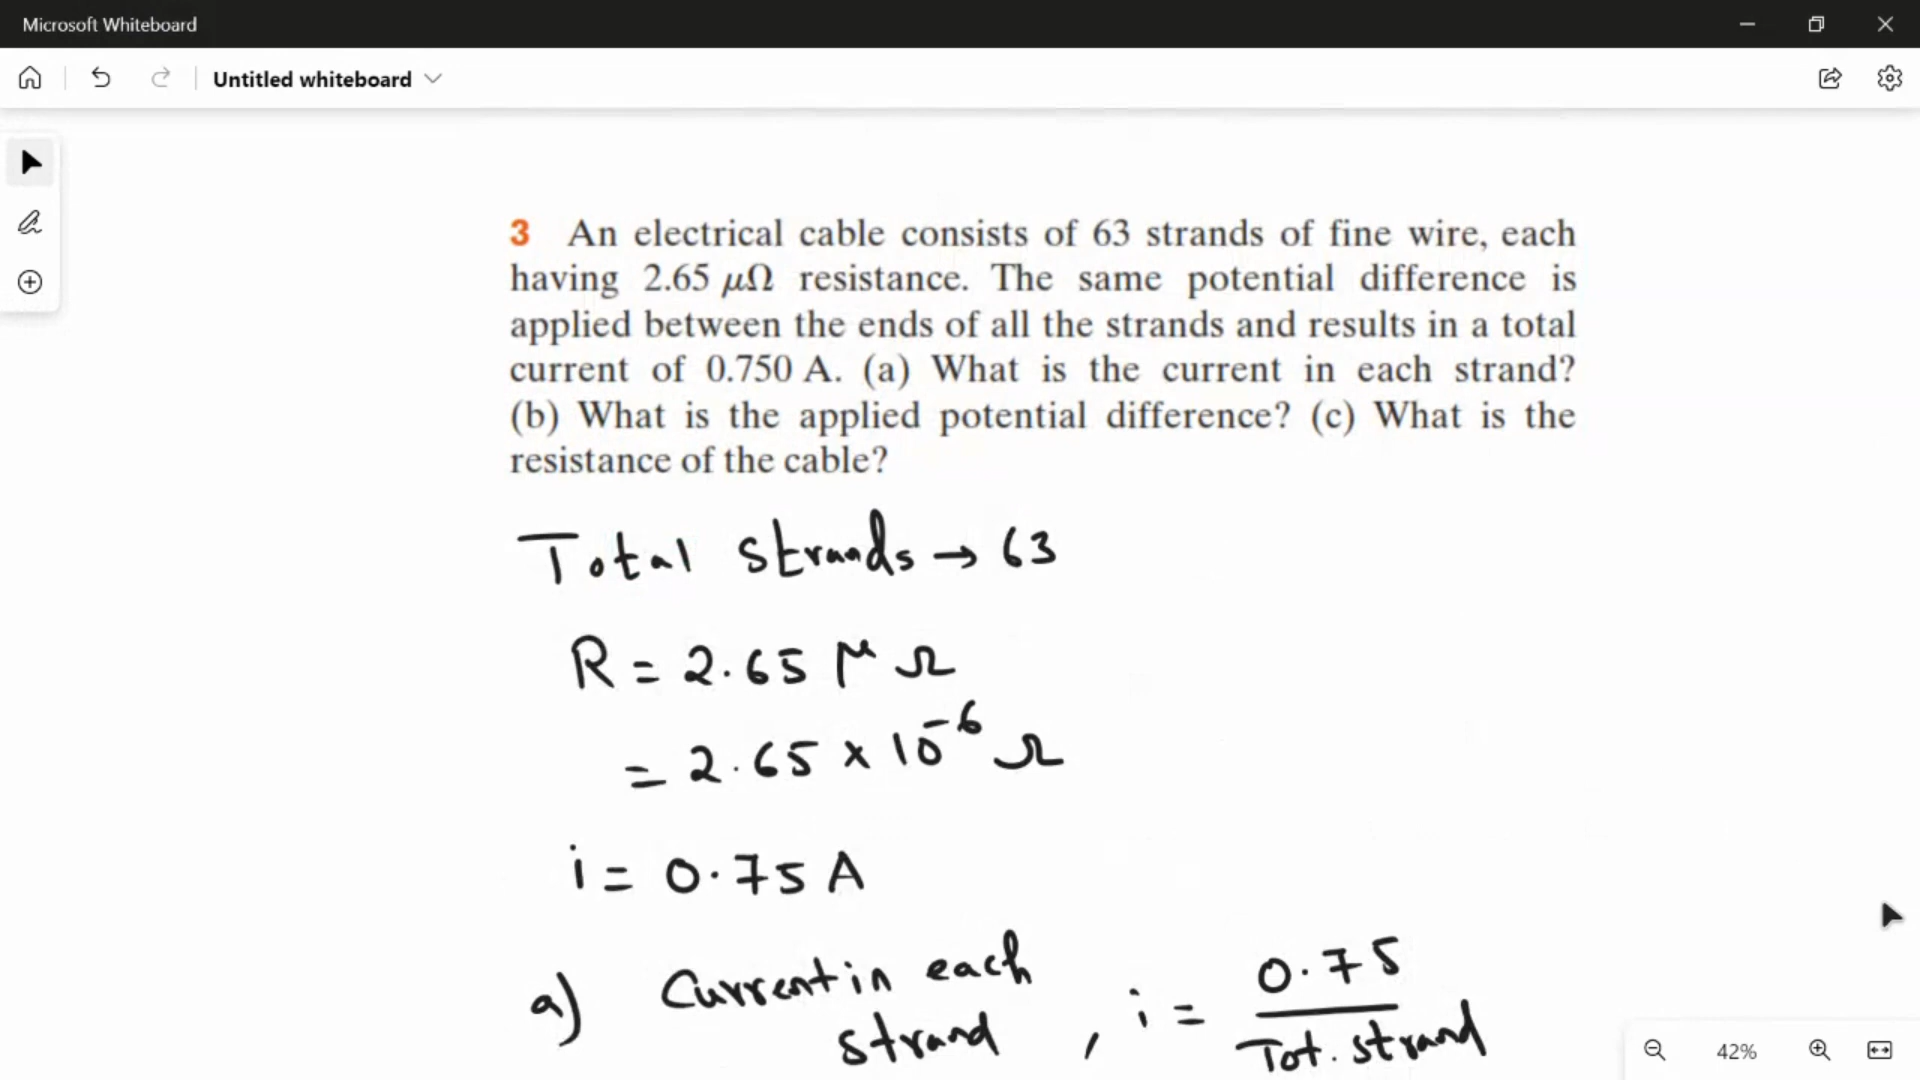 Microsoft Whiteboard
Untitled whiteboard
3 An electrical cable consists of 63 strands of fine wire, each
having 2.65 μΩ resistance. The same potential difference is
applied between the ends of all the strands and results in a total
current of 0.750 A. (a) What is the current in each strand?
(b) What is the applied potential difference? (c) What is the
resistance of the cable?
Total strands → 63
R = 2.65 μ Ω
= 2.65 × 10⁻⁶ Ω
i = 0.75 A
a) Current in each strand, i = 0.75 / Tot. strand
42%